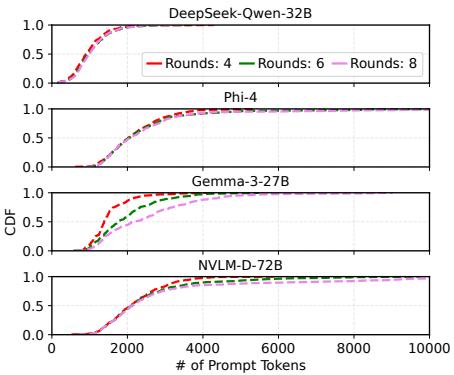 DeepSeek-Qwen-32B
1.0
0.5
0.0
Rounds: 4 Rounds: 6 Rounds: 8
Phi-4
1.0
0.5
0.0
Gemma-3-27B
1.0
0.5
0.0
CDF
NVLM-D-72B
1.0
0.5
0.0
0 2000 4000 6000 8000 10000
# of Prompt Tokens